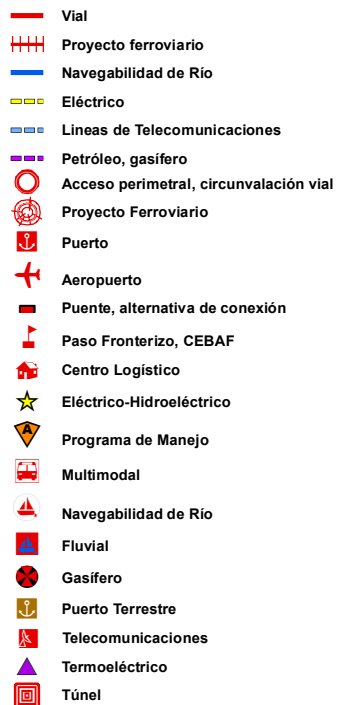 Vial
Proyecto ferroviario
Navegabilidad de Río
Eléctrico
Lineas de Telecomunicaciones
Petróleo, gasífero
Acceso perimetral, circunvalación vial
Proyecto Ferroviario
Puerto
Aeropuerto
Puente, alternativa de conexión
Paso Fronterizo, CEBAF
Centro Logístico
Eléctrico-Hidroeléctrico
A
Programa de Manejo
Multimodal
Navegabilidad de Río
Fluvial
Gasífero
Puerto Terrestre
Telecomunicaciones
Termoeléctrico
Túnel